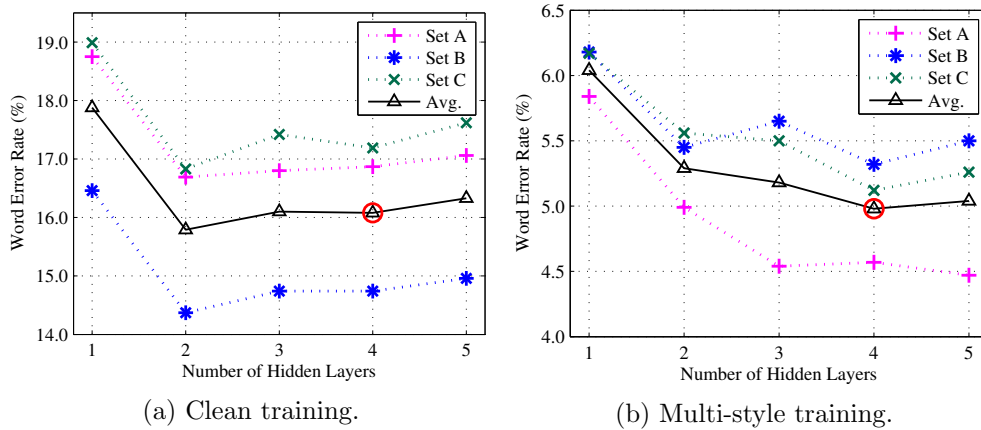 19.0
18.0
17.0
16.0
15.0
14.0
Word Error Rate (%)
Set A
Set B
Set C
Avg.
1 2 3 4 5
Number of Hidden Layers
(a) Clean training.
6.5
6.0
5.5
5.0
4.5
4.0
Word Error Rate (%)
Set A
Set B
Set C
Avg.
1 2 3 4 5
Number of Hidden Layers
(b) Multi-style training.